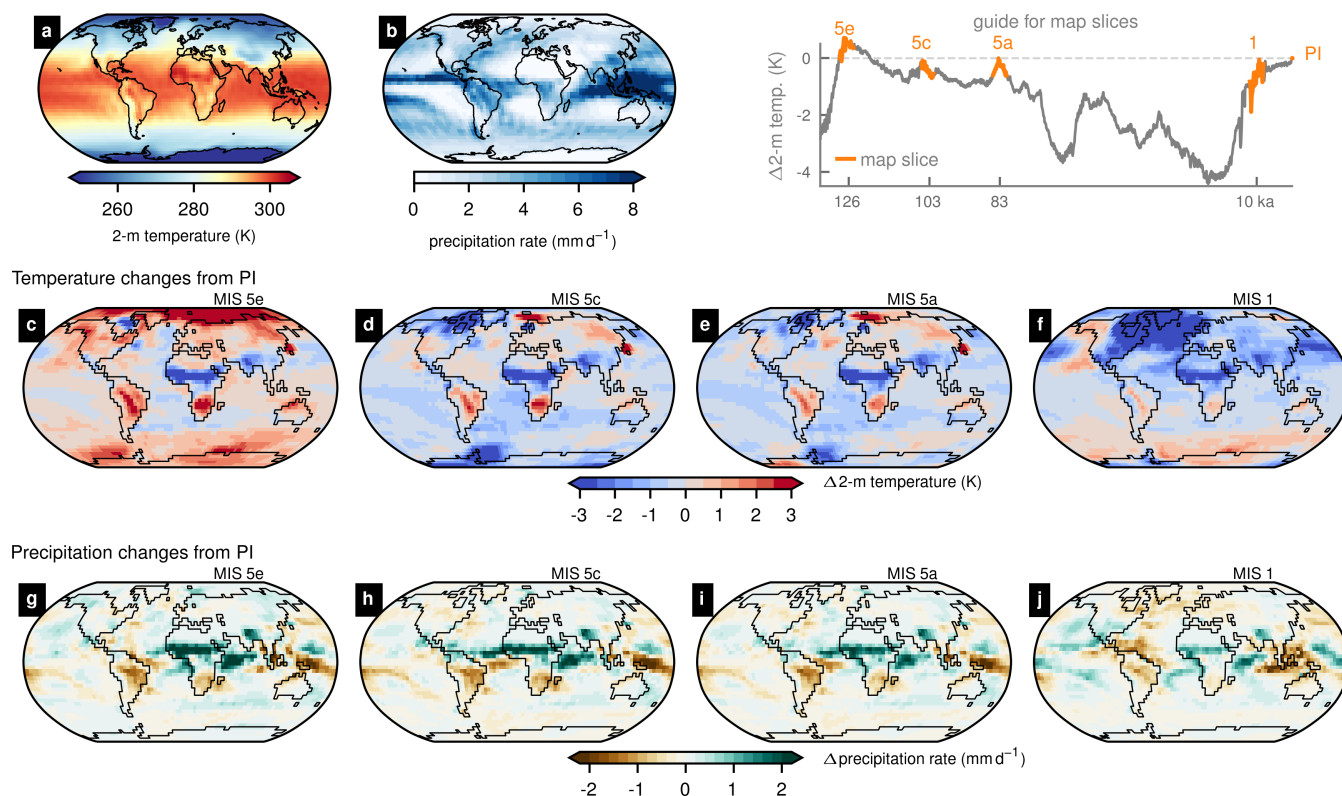 a
260 280 300
2-m temperature (K)
b
0 2 4 6 8
precipitation rate (mm d⁻¹)
guide for map slices
5e 5c 5a 1 PI
Δ2-m temp. (K)
0
-2
-4
map slice
126 103 83 10 ka
Temperature changes from PI
c MIS 5e
d MIS 5c
e MIS 5a
f MIS 1
-3 -2 -1 0 1 2 3
Δ2-m temperature (K)
Precipitation changes from PI
g MIS 5e
h MIS 5c
i MIS 5a
j MIS 1
-2 -1 0 1 2
Δprecipitation rate (mm d⁻¹)